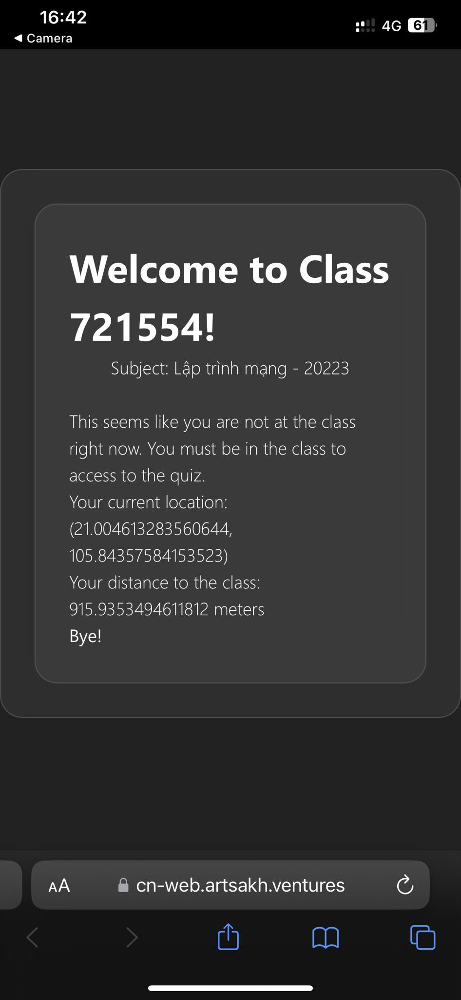 16:42
4G 61
◀ Camera
Welcome to Class
721554!
Subject: Lập trình mạng - 20223
This seems like you are not at the class
right now. You must be in the class to
access to the quiz.
Your current location:
(21.004613283560644,
105.84357584153523)
Your distance to the class:
915.9353494611812 meters
Bye!
AA cn-web.artsakh.ventures